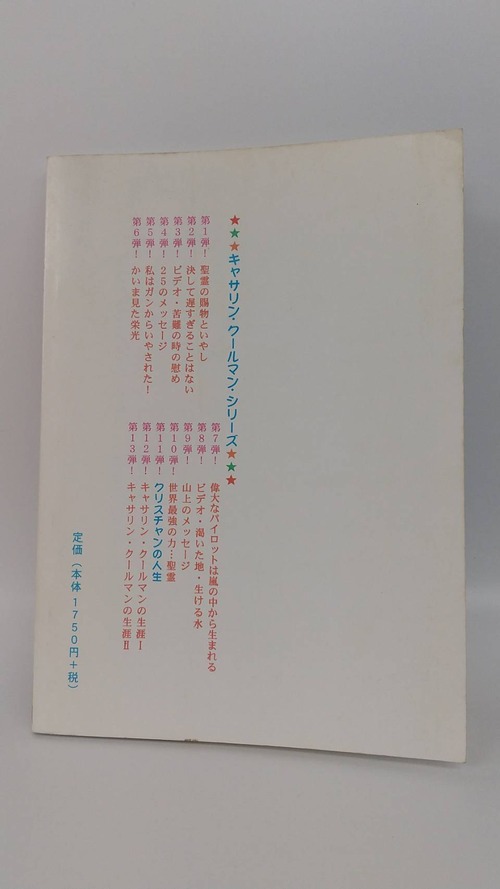 ★★★キャサリン・クールマン・シリーズ★★★
第1弾!聖霊の賜物といやし
第2弾!決して遅すぎることはない
第3弾!ビデオ・苦難の時の慰め
第4弾!25のメッセージ
第5弾!私はガンからいやされた!
第6弾!かいま見た栄光
第7弾!偉大なパイロットは嵐の中から生まれる
第8弾!ビデオ・渇いた地・生ける水
第9弾!山上のメッセージ
第10弾!世界最強の力…聖霊
第11弾!クリスチャンの人生
第12弾!キャサリン・クールマンの生涯Ⅰ
第13弾!キャサリン・クールマンの生涯Ⅱ
定価(本体1750円+税)